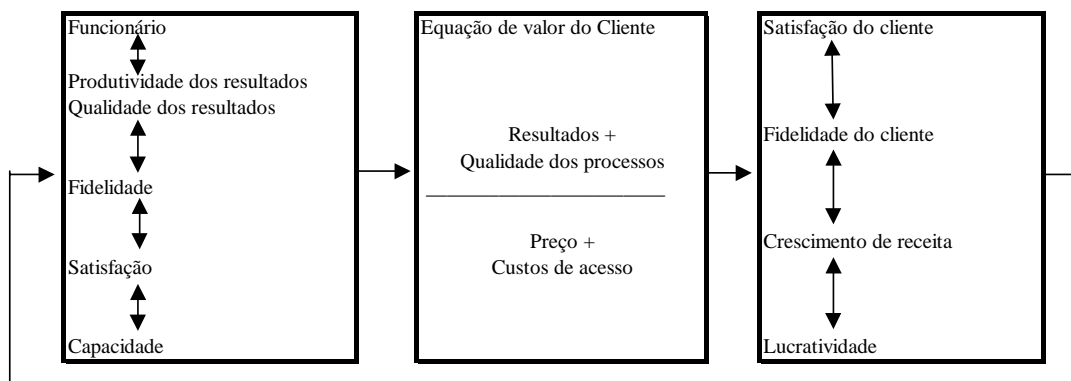 Funcionário
Produtividade dos resultados
Qualidade dos resultados
Fidelidade
Satisfação
Capacidade
Equação de valor do Cliente
Resultados +
Qualidade dos processos
Preço +
Custos de acesso
Satisfação do cliente
Fidelidade do cliente
Crescimento de receita
Lucratividade